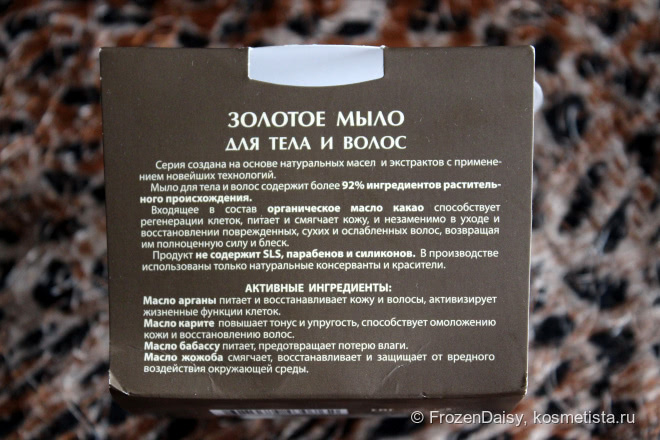 ЗОЛОТОЕ МЫЛО
ДЛЯ ТЕЛА И ВОЛОС
Серия создана на основе натуральных масел и экстрактов с примене-
нием новейших технологий.
Мыло для тела и волос содержит более 92% ингредиентов раститель-
ного происхождения.
Входящее в состав органическое масло какао способствует
регенерации клеток, питает и смягчает кожу, и незаменимо в уходе и
восстановлении поврежденных, сухих и ослабленных волос, возвращая
им полноценную силу и блеск.
Продукт не содержит SLS, парабенов и силиконов. В производстве
использованы только натуральные консерванты и красители.
АКТИВНЫЕ ИНГРЕДИЕНТЫ:
Масло арганы питает и восстанавливает кожу и волосы, активизирует
жизненные функции клеток.
Масло карите повышает тонус и упругость, способствует омоложению
кожи и восстановлению волос.
Масло бабассу питает, предотвращает потерю влаги.
Масло жожоба смягчает, восстанавливает и защищает от вредного
воздействия окружающей среды.
© FrozenDaisy, kosmetista.ru